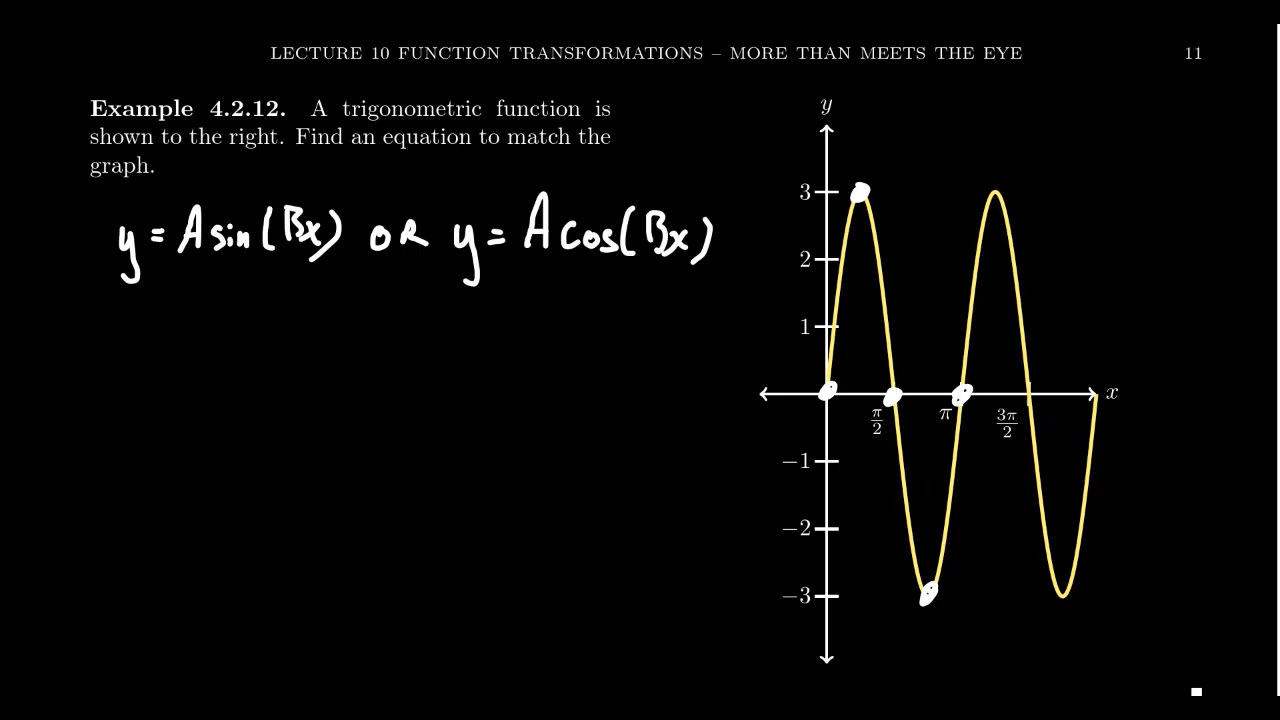 LECTURE 10 FUNCTION TRANSFORMATIONS – MORE THAN MEETS THE EYE 11
Example 4.2.12. A trigonometric function is
shown to the right. Find an equation to match the
graph.
y = A sin(Bx) OR y = A cos(Bx)
y
3
2
1
x
π/2 π 3π/2
−1
−2
−3